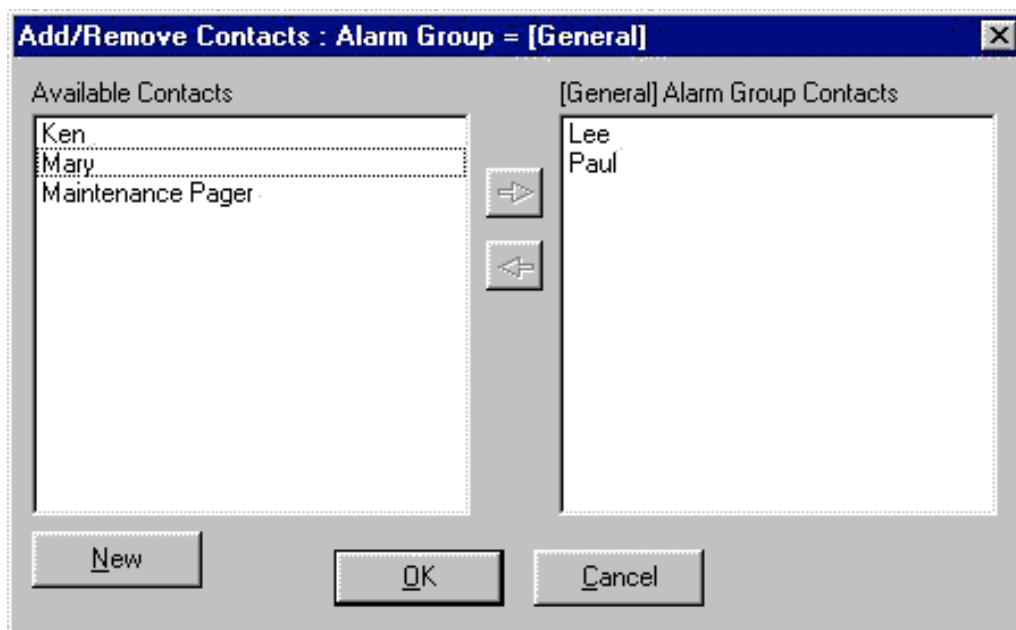 Add/Remove Contacts : Alarm Group = [General]
Available Contacts
Ken
Mary
Maintenance Pager
[General] Alarm Group Contacts
Lee
Paul
New
OK
Cancel